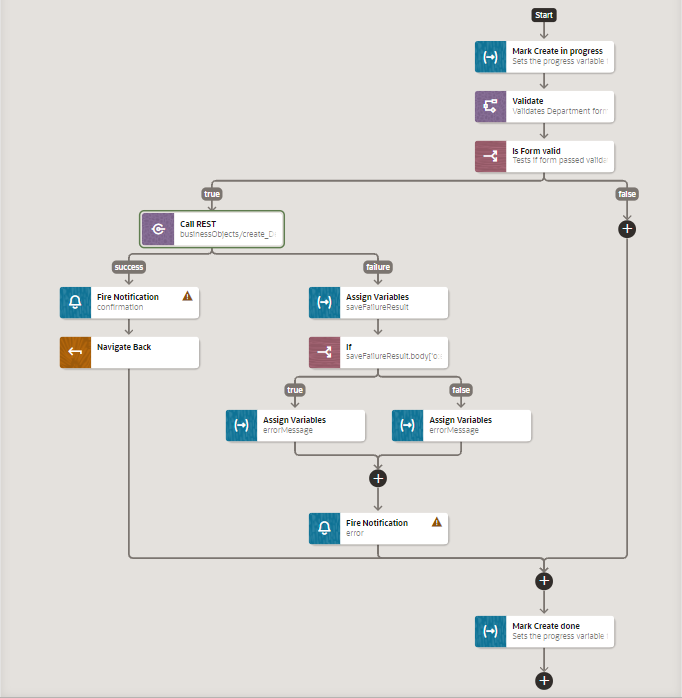 Start
Mark Create in progress
Sets the progress variable
Validate
Validates Department form
Is Form valid
Tests if form passed valida
true
false
Call REST
businessObjects/create_D
success
failure
Fire Notification
confirmation
Assign Variables
saveFailureResult
Navigate Back
If
saveFailureResult.body['o:
true
false
Assign Variables
errorMessage
Assign Variables
errorMessage
Fire Notification
error
Mark Create done
Sets the progress variable